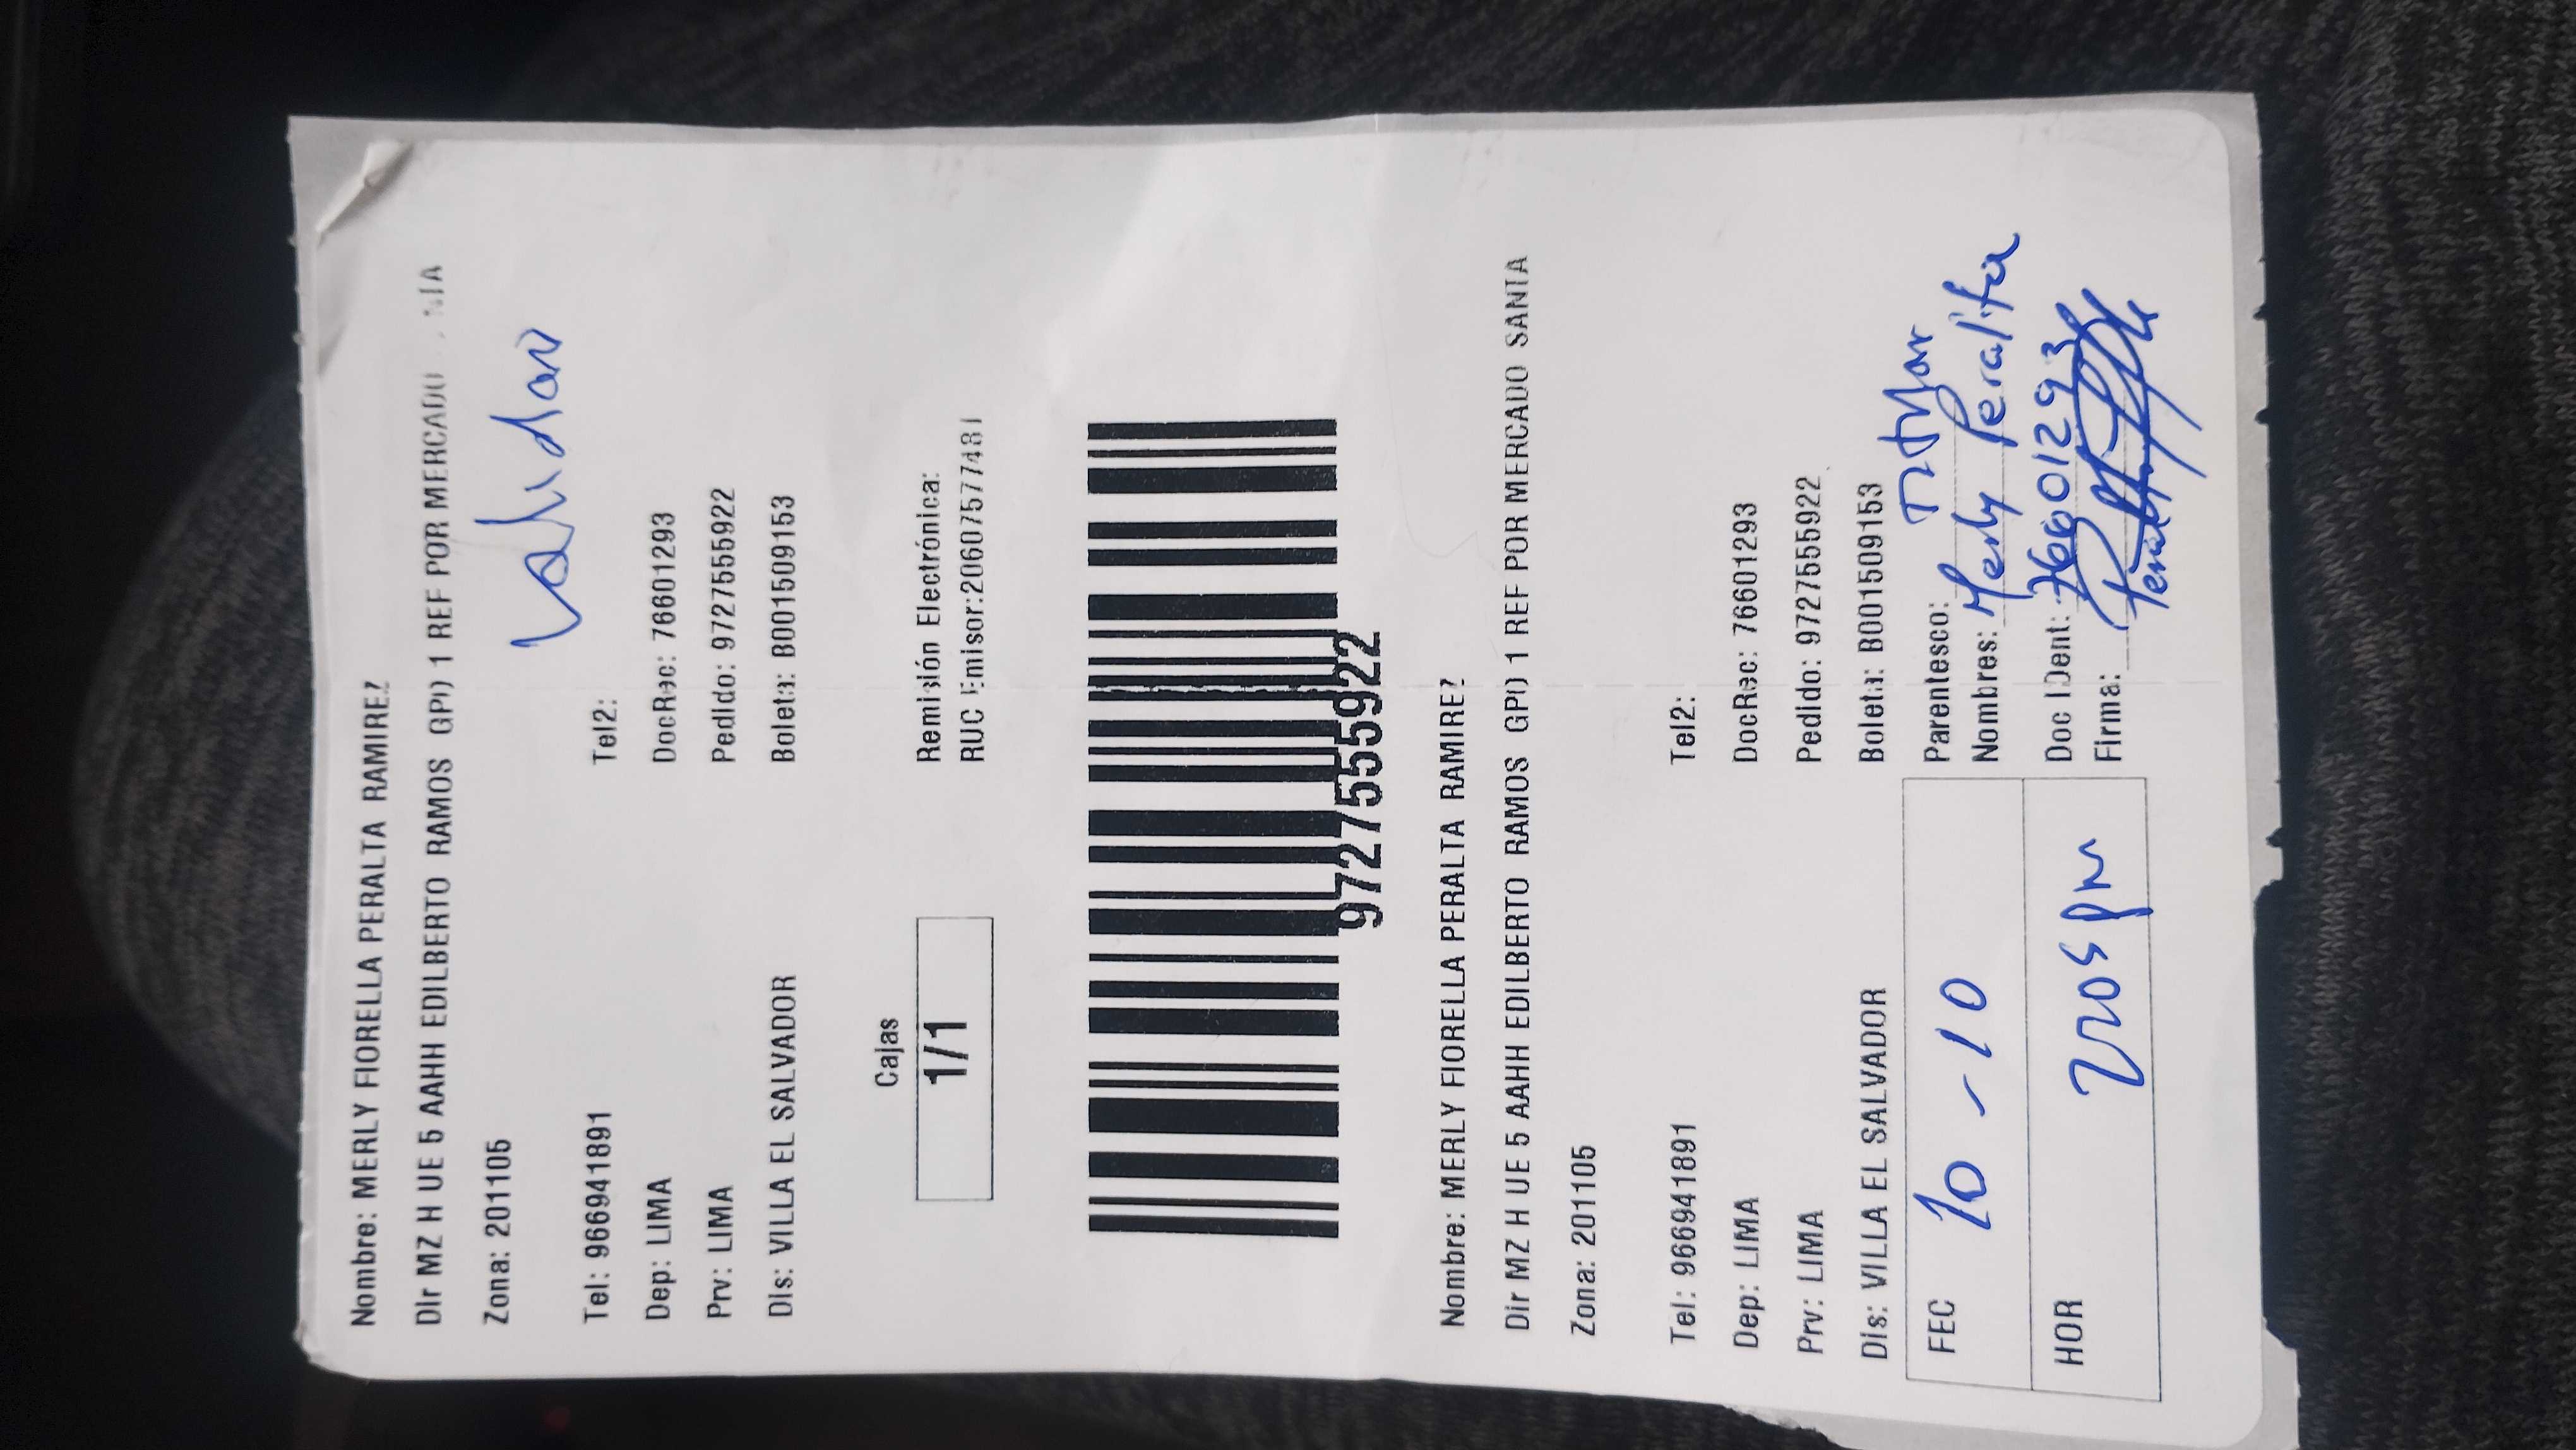 Nombre: MERLY FIORELLA PERALTA RAMIREZ
Dir MZ H UE 5 AAHH EDILBERTO RAMOS GPO 1 REF POR MERCADO
Zona: 201105
Tel: 966941891 Tel2:
Dep: LIMA DocRec: 76601293
Prv: LIMA Pedido: 9727555922
Dis: VILLA EL SALVADOR Boleta: B001509153
Cajas
1/1
Remisión Electrónica:
RUC Emisor:20607577481
9727555922
Nombre: MERLY FIORELLA PERALTA RAMIREZ
Dir MZ H UE 5 AAHH EDILBERTO RAMOS GPO 1 REF POR MERCADO SANTA
Zona: 201105
Tel: 966941891 Tel2:
Dep: LIMA DocRec: 76601293
Prv: LIMA Pedido: 9727555922
Dis: VILLA EL SALVADOR Boleta: B001509153
FEC 10-10 Parentesco: Titular
Nombres: Merly Peralta
HOR Doc IDent: 76601293
Firma: